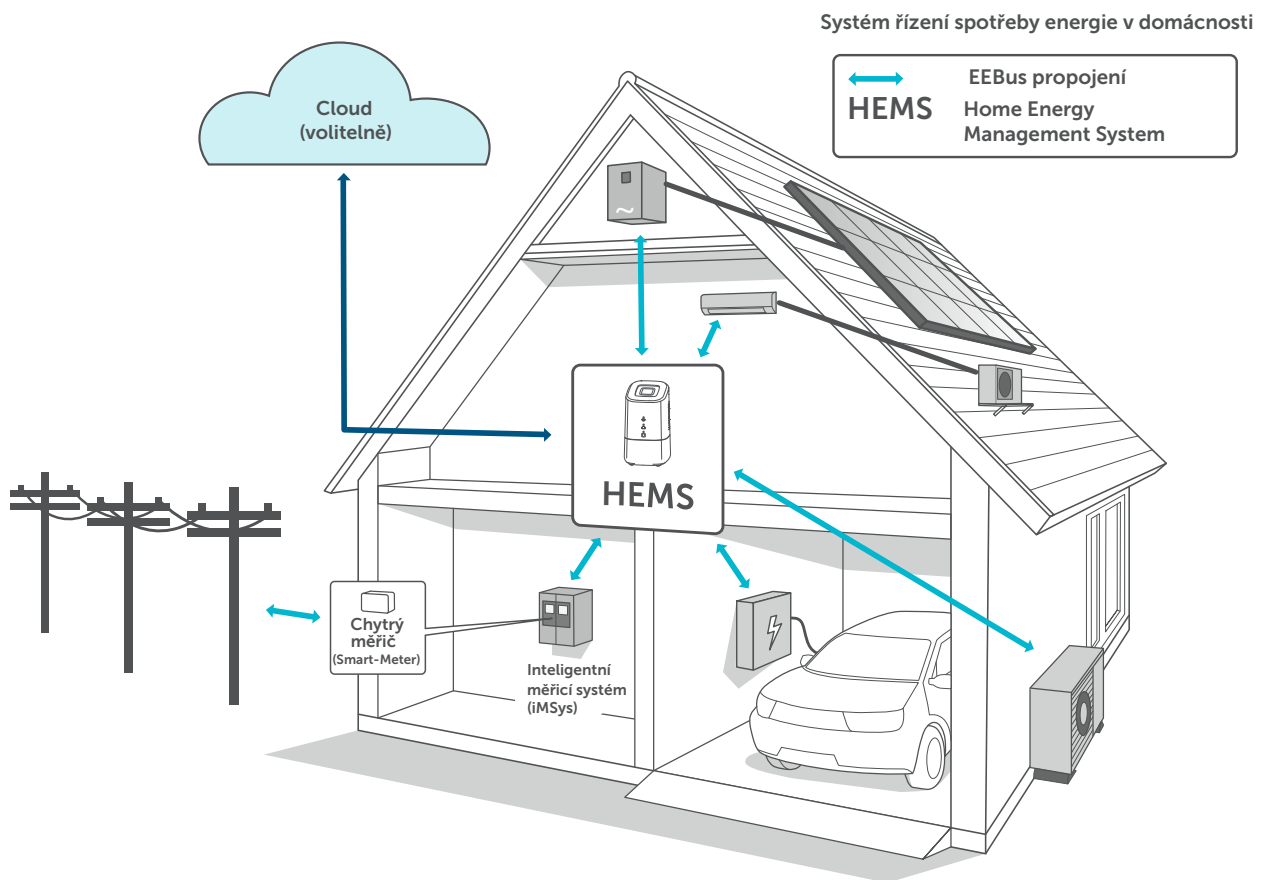 Systém řízení spotřeby energie v domácnosti
EEBus propojení
HEMS
Home Energy
Management System
Cloud
(volitelně)
HEMS
Chytrý
měřič
(Smart-Meter)
Inteligentní
měřicí systém
(iMSys)